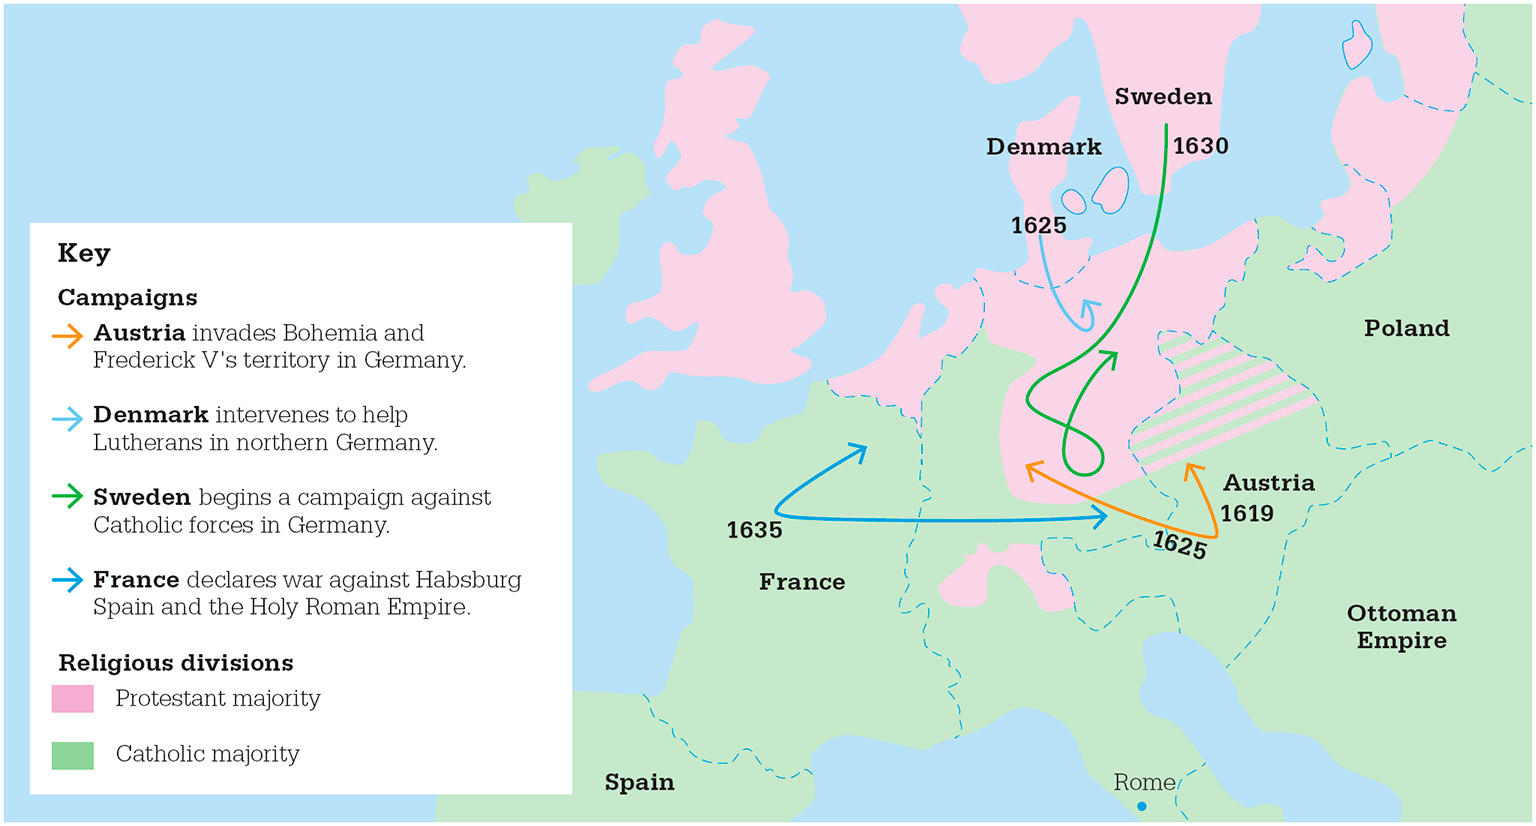 Key
Campaigns
Austria invades Bohemia and
Frederick V's territory in Germany.
Denmark intervenes to help
Lutherans in northern Germany.
Sweden begins a campaign against
Catholic forces in Germany.
France declares war against Habsburg
Spain and the Holy Roman Empire.
Religious divisions
Protestant majority
Catholic majority
Sweden
1630
Denmark
1625
Poland
Austria
1619
1625
1635
France
Ottoman
Empire
Spain
Rome